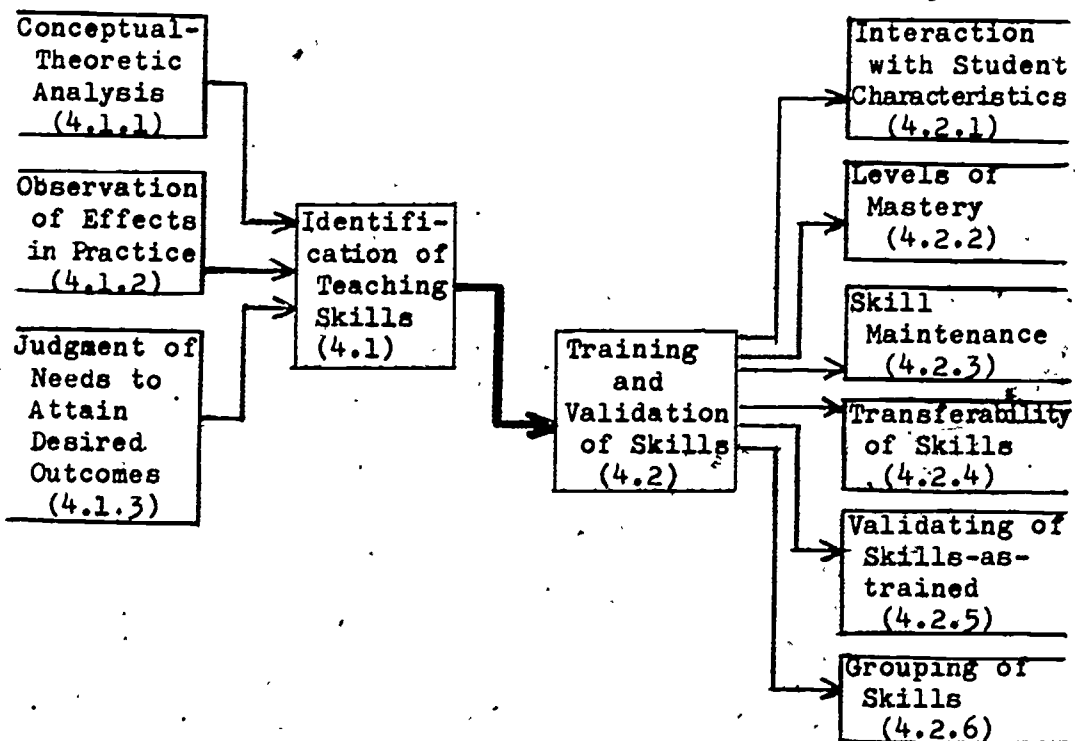 Conceptual-
Theoretic
Analysis
(4.1.1)
Observation
of Effects
in Practice
(4.1.2)
Judgment of
Needs to
Attain
Desired
Outcomes
(4.1.3)
Identifi-
cation of
Teaching
Skills
(4.1)
Training
and
Validation
of Skills
(4.2)
Interaction
with Student
Characteristics
(4.2.1)
Levels of
Mastery
(4.2.2)
Skill
Maintenance
(4.2.3)
Transferability
of Skills
(4.2.4)
Validating of
Skills-as-
trained
(4.2.5)
Grouping of
Skills
(4.2.6)